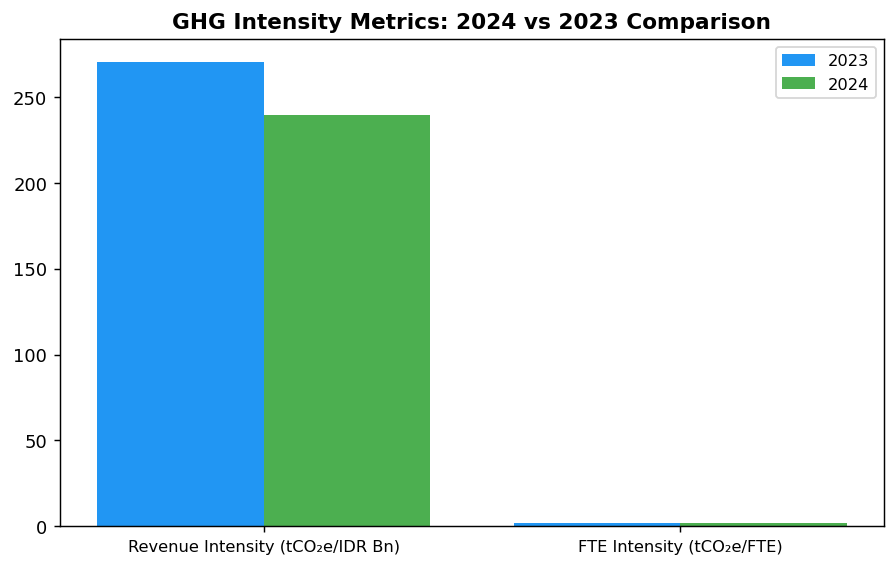 GHG Intensity Metrics: 2024 vs 2023 Comparison
2023
2024
250
200
150
100
50
0
Revenue Intensity (tCO₂e/IDR Bn)
FTE Intensity (tCO₂e/FTE)